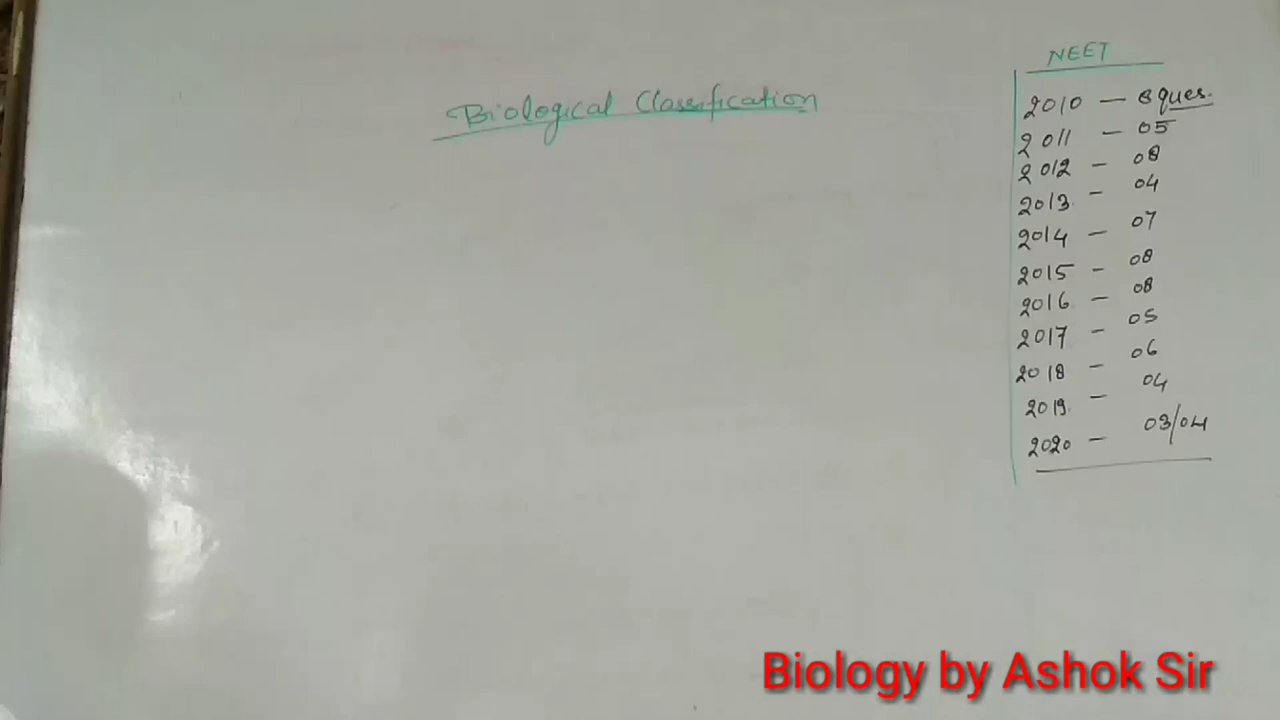 Biological Classification
NEET
2010 — 8 ques.
2011 — 05
2012 — 08
2013 — 04
2014 — 07
2015 — 08
2016 — 08
2017 — 05
2018 — 06
2019 — 04
2020 — 03/04
Biology by Ashok Sir